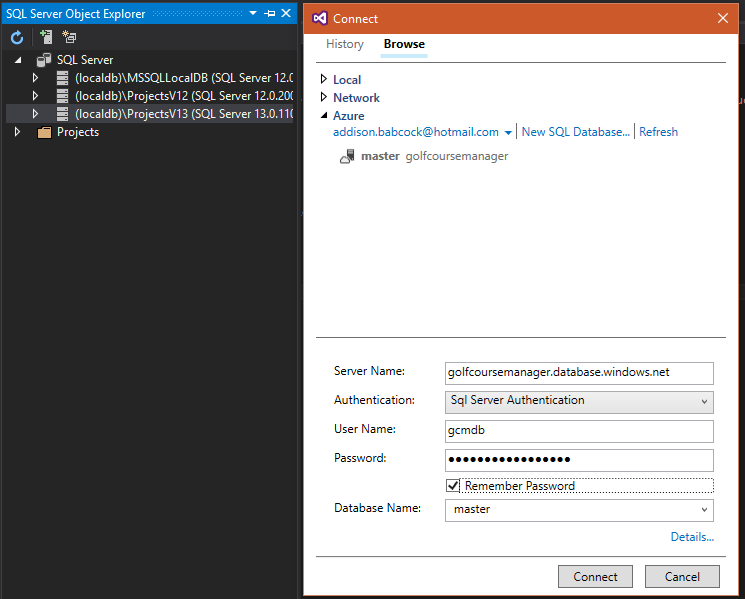 SQL Server Object Explorer
SQL Server
(localdb)\MSSQLLocalDB (SQL Server 12.0
(localdb)\ProjectsV12 (SQL Server 12.0.200
(localdb)\ProjectsV13 (SQL Server 13.0.110
Projects
Connect
History Browse
Local
Network
Azure
addison.babcock@hotmail.com New SQL Database... Refresh
master golfcoursemanager
Server Name: golfcoursemanager.database.windows.net
Authentication: Sql Server Authentication
User Name: gcmdb
Password: ●●●●●●●●●●●●●●●●●
Remember Password
Database Name: master
Details...
Connect Cancel